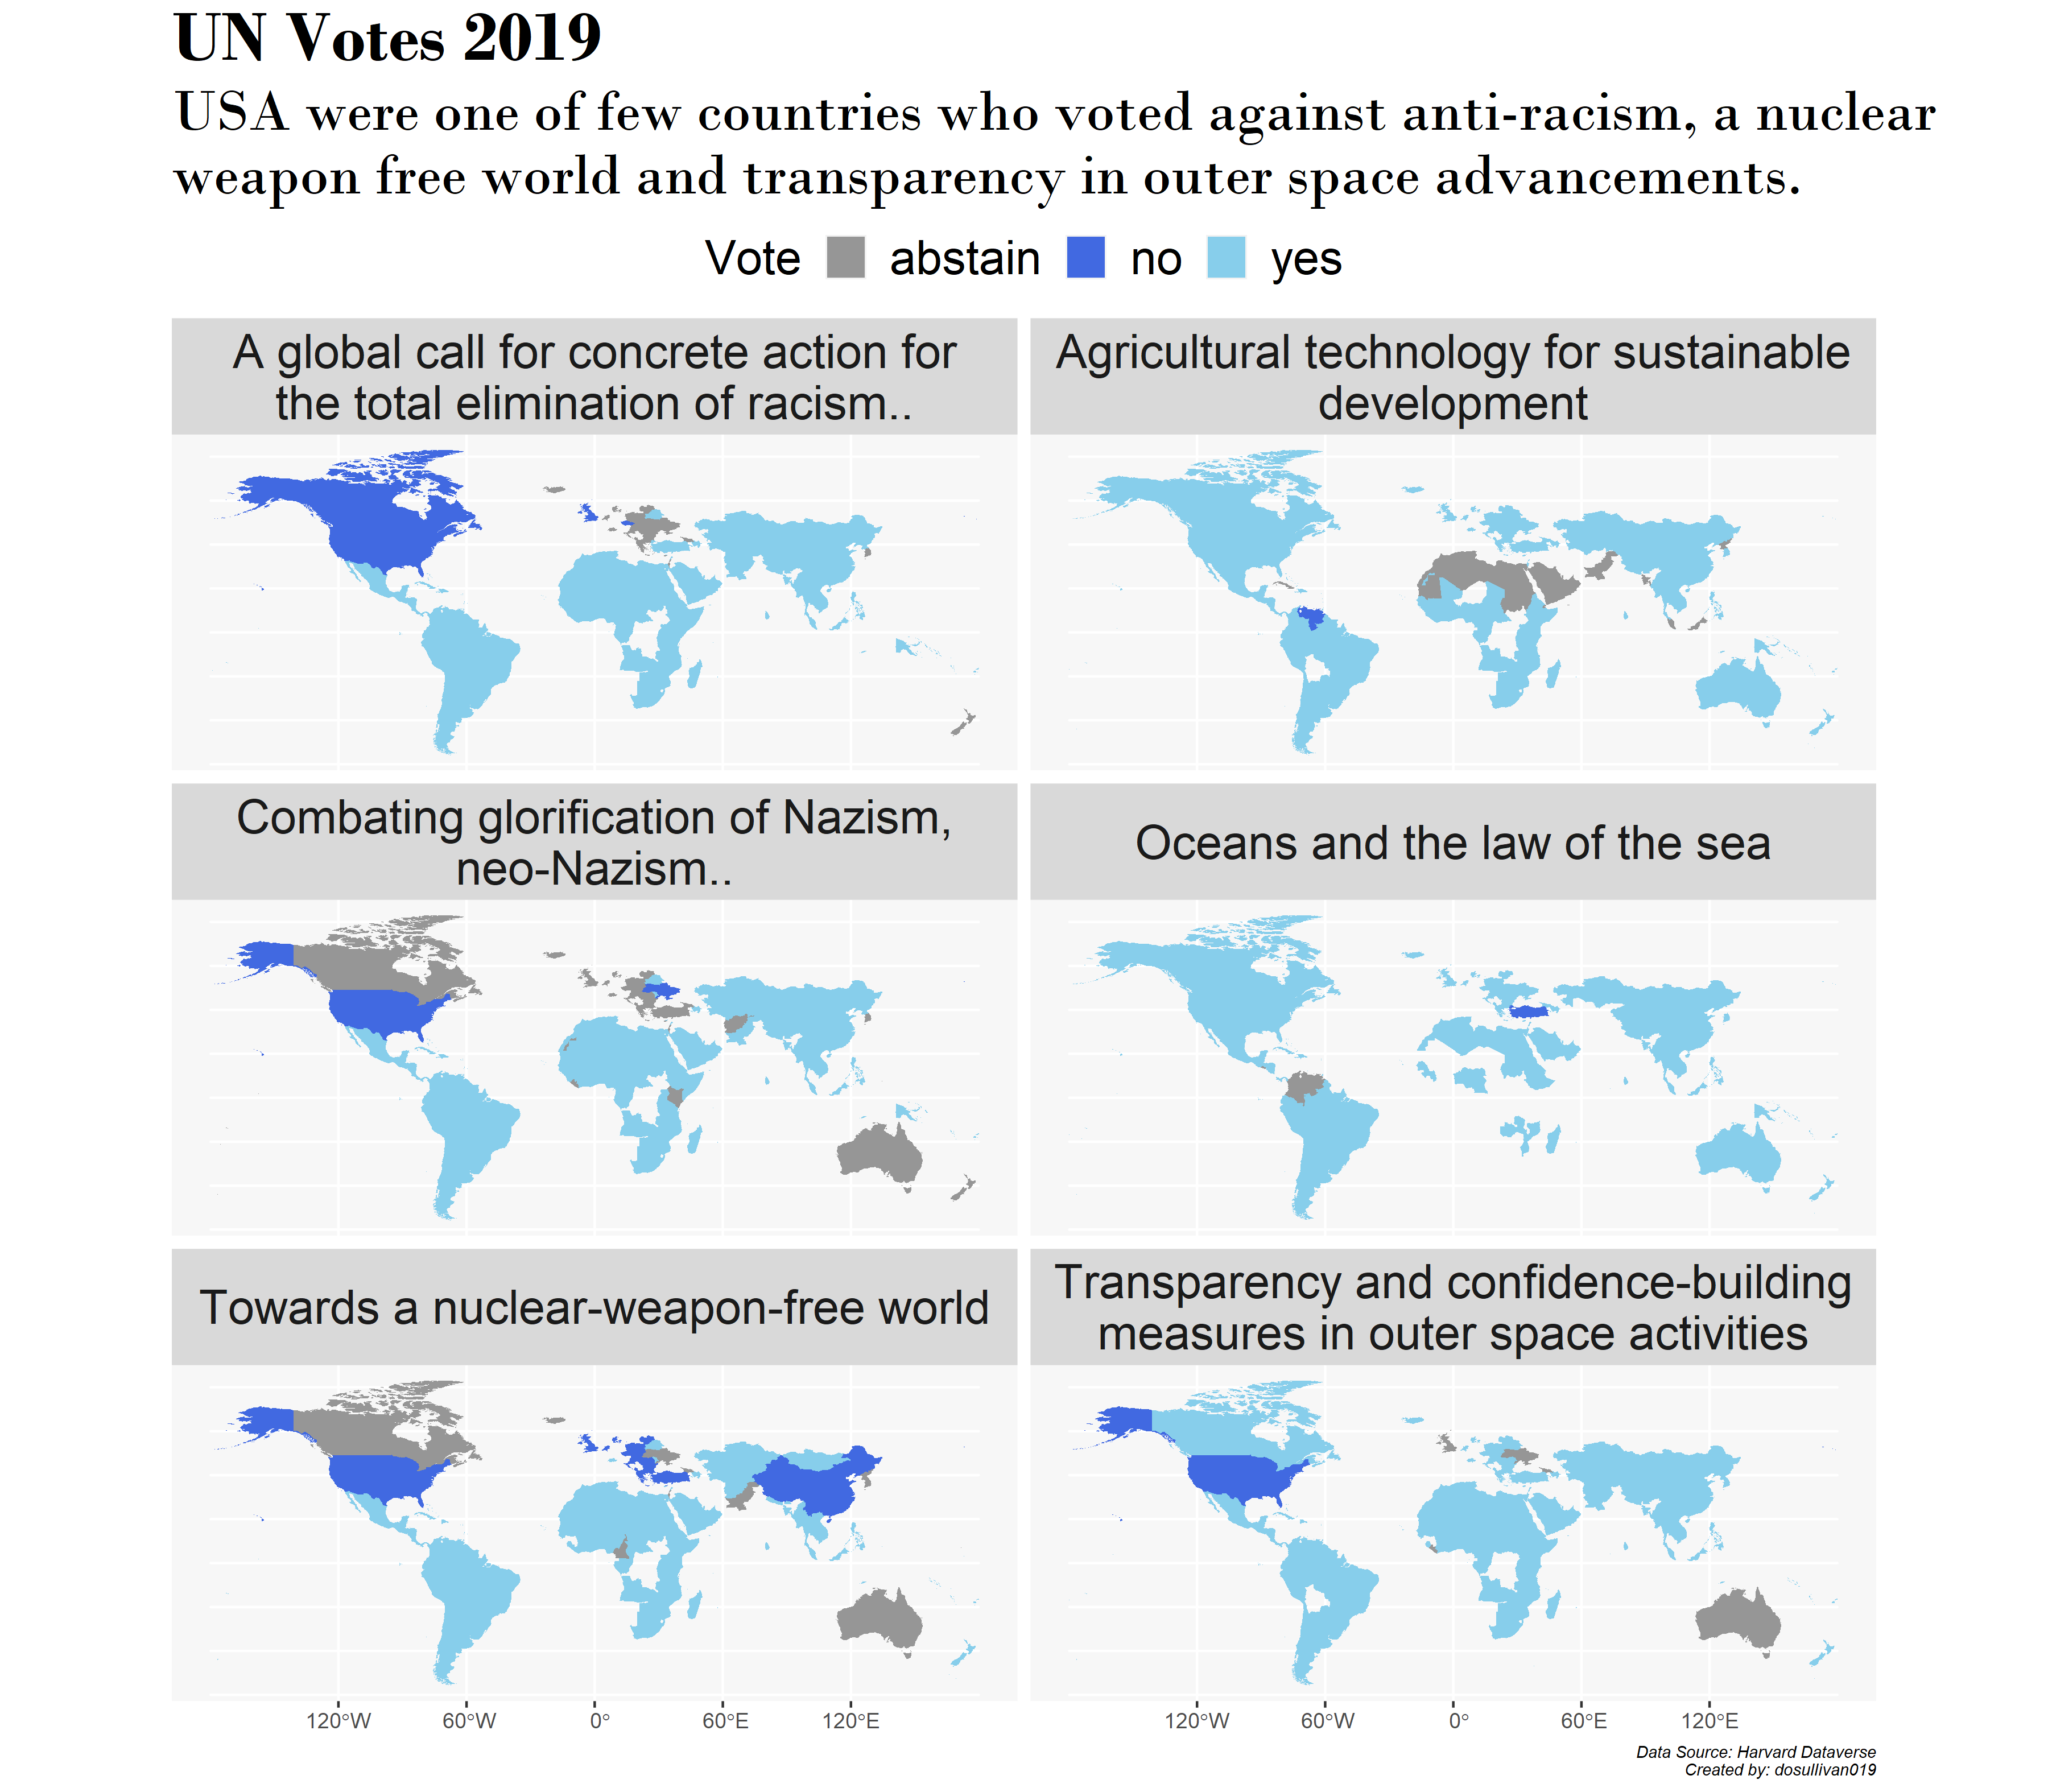 UN Votes 2019
USA were one of few countries who voted against anti-racism, a nuclear
weapon free world and transparency in outer space advancements.
Vote abstain no yes
A global call for concrete action for
the total elimination of racism..
Agricultural technology for sustainable
development
Combating glorification of Nazism,
neo-Nazism..
Oceans and the law of the sea
Towards a nuclear-weapon-free world
Transparency and confidence-building
measures in outer space activities
120°W 60°W 0° 60°E 120°E
120°W 60°W 0° 60°E 120°E
Data Source: Harvard Dataverse
Created by: dosullivan019